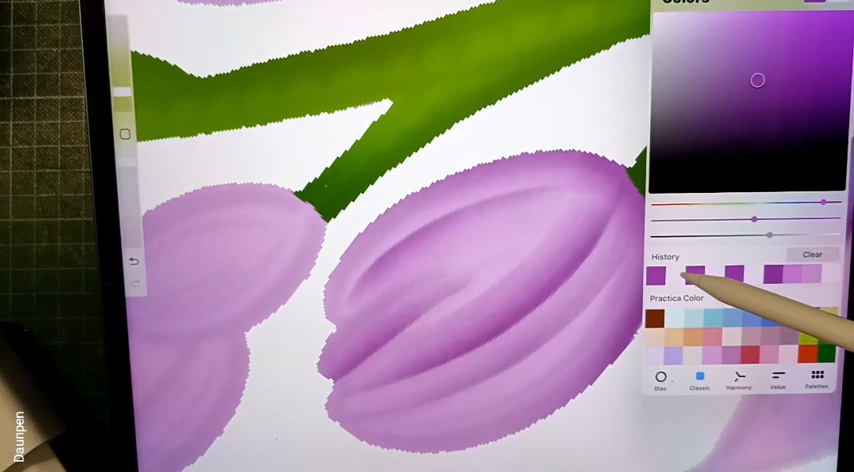 Colors
History
Clear
Practica Color
Disc
Classic
Harmony
Value
Palettes
Daunpen